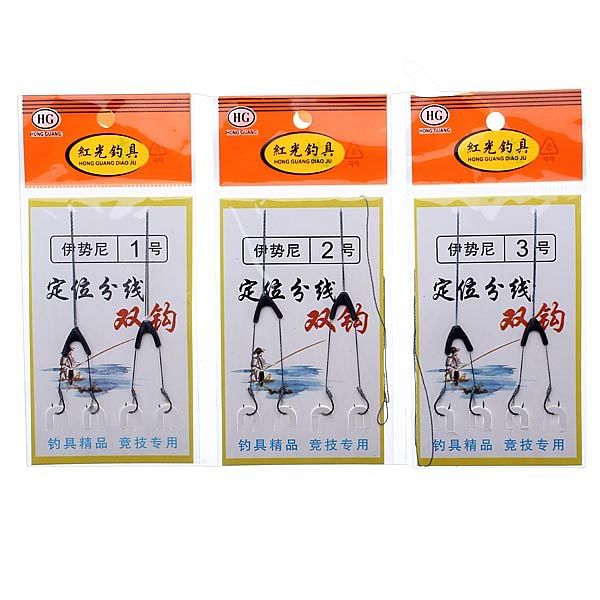 HG
HONG GUANG
紅光钓具
HONG GUANG DIAO JU
伊势尼 1号
定位分线
双钩
钓具精品 竞技专用
HG
HONG GUANG
紅光钓具
HONG GUANG DIAO JU
伊势尼 2号
定位分线
双钩
钓具精品 竞技专用
HG
HONG GUANG
紅光钓具
HONG GUANG DIAO JU
伊势尼 3号
定位分线
双钩
钓具精品 竞技专用